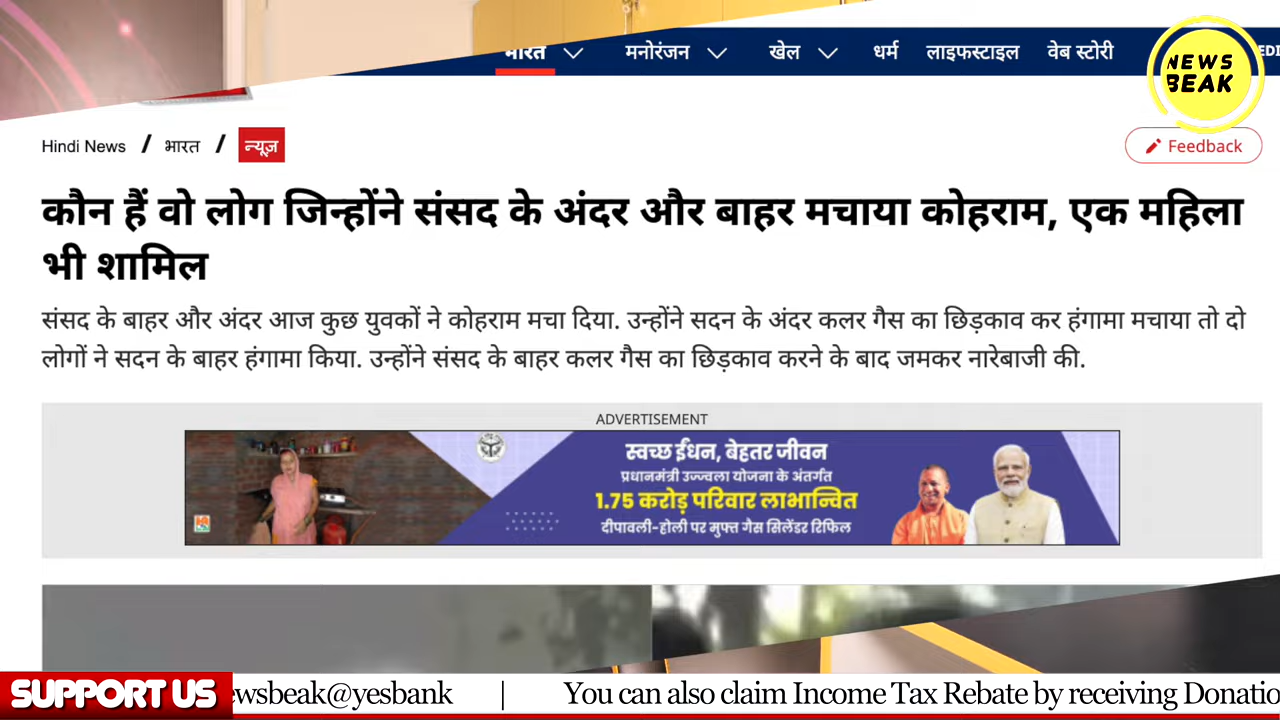 भारत मनोरंजन खेल धर्म लाइफस्टाइल वेब स्टोरी
NEWS
BEAK
Hindi News / भारत / न्यूज़
Feedback
कौन हैं वो लोग जिन्होंने संसद के अंदर और बाहर मचाया कोहराम, एक महिला
भी शामिल
संसद के बाहर और अंदर आज कुछ युवकों ने कोहराम मचा दिया. उन्होंने सदन के अंदर कलर गैस का छिड़काव कर हंगामा मचाया तो दो
लोगों ने सदन के बाहर हंगामा किया. उन्होंने संसद के बाहर कलर गैस का छिड़काव करने के बाद जमकर नारेबाजी की.
ADVERTISEMENT
स्वच्छ ईंधन, बेहतर जीवन
प्रधानमंत्री उज्ज्वला योजना के अंतर्गत
1.75 करोड़ परिवार लाभान्वित
दीपावली-होली पर मुफ्त गैस सिलेंडर रिफिल
SUPPORT US
ewsbeak@yesbank | You can also claim Income Tax Rebate by receiving Donatio